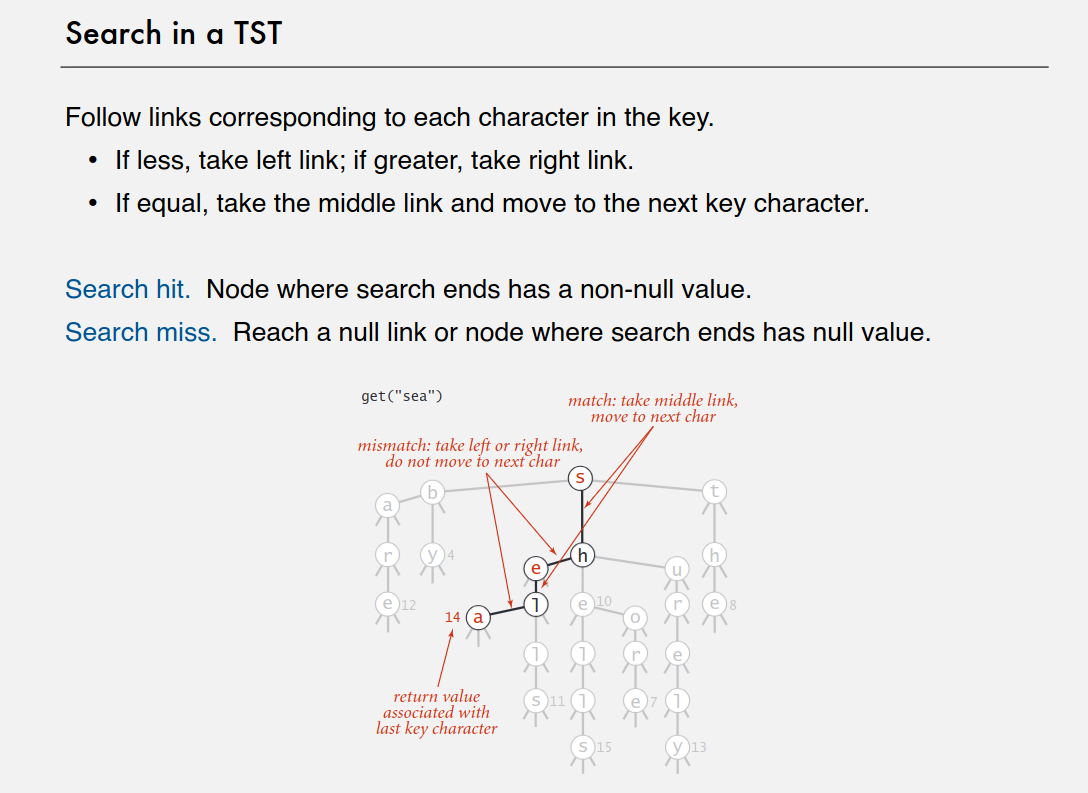 Search in a TST
Follow links corresponding to each character in the key.
• If less, take left link; if greater, take right link.
• If equal, take the middle link and move to the next key character.
Search hit. Node where search ends has a non-null value.
Search miss. Reach a null link or node where search ends has null value.
get("sea")
match: take middle link,
move to next char
mismatch: take left or right link,
do not move to next char
s
b
t
a
r
y 4
h
h
e
u
e 12
l
e 10
r
e 8
14 a
o
l
l
r
e
s 11
l
e 7
l
return value
associated with
last key character
s 15
y 13